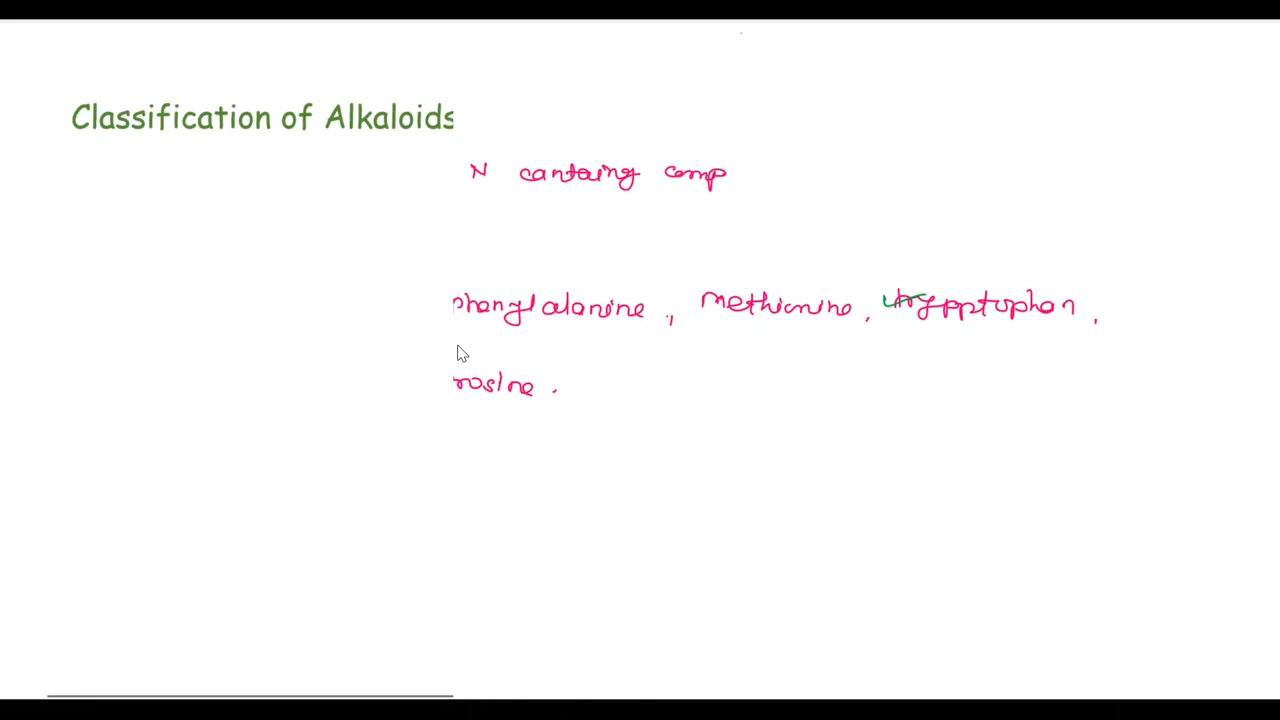 Classification of Alkaloids
N containg comp
phenylalanine, methionine, tryptophan,
rosine.